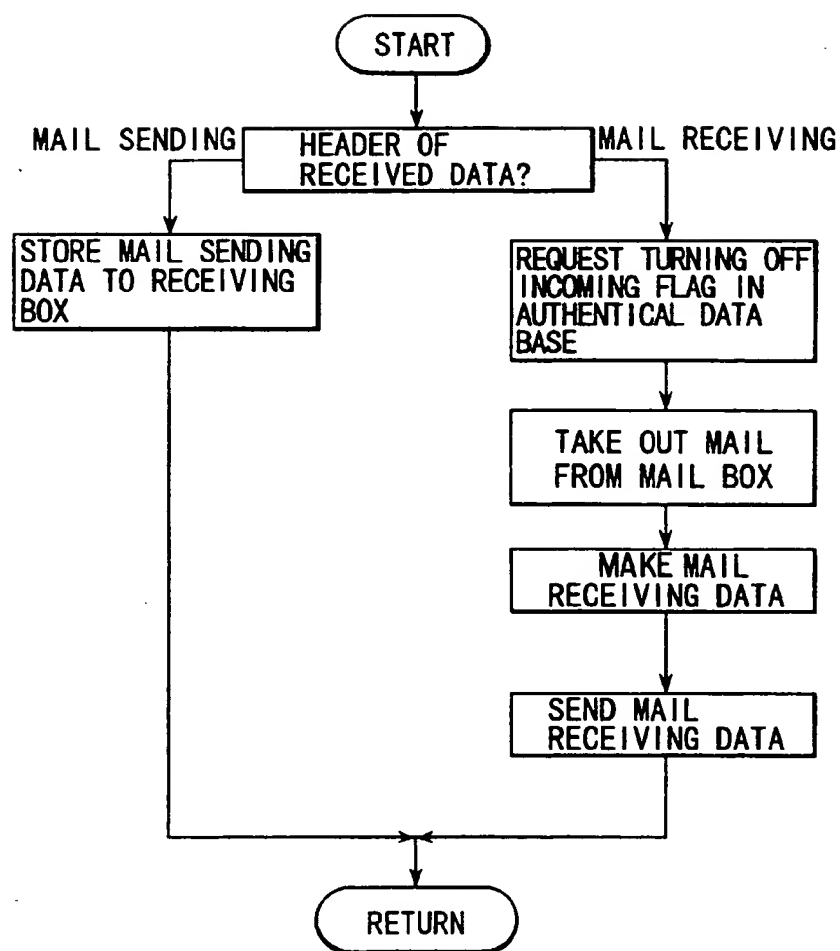 START
MAIL SENDING
HEADER OF
RECEIVED DATA?
MAIL RECEIVING
STORE MAIL SENDING
DATA TO RECEIVING
BOX
REQUEST TURNING OFF
INCOMING FLAG IN
AUTHENTICAL DATA
BASE
TAKE OUT MAIL
FROM MAIL BOX
MAKE MAIL
RECEIVING DATA
SEND MAIL
RECEIVING DATA
RETURN